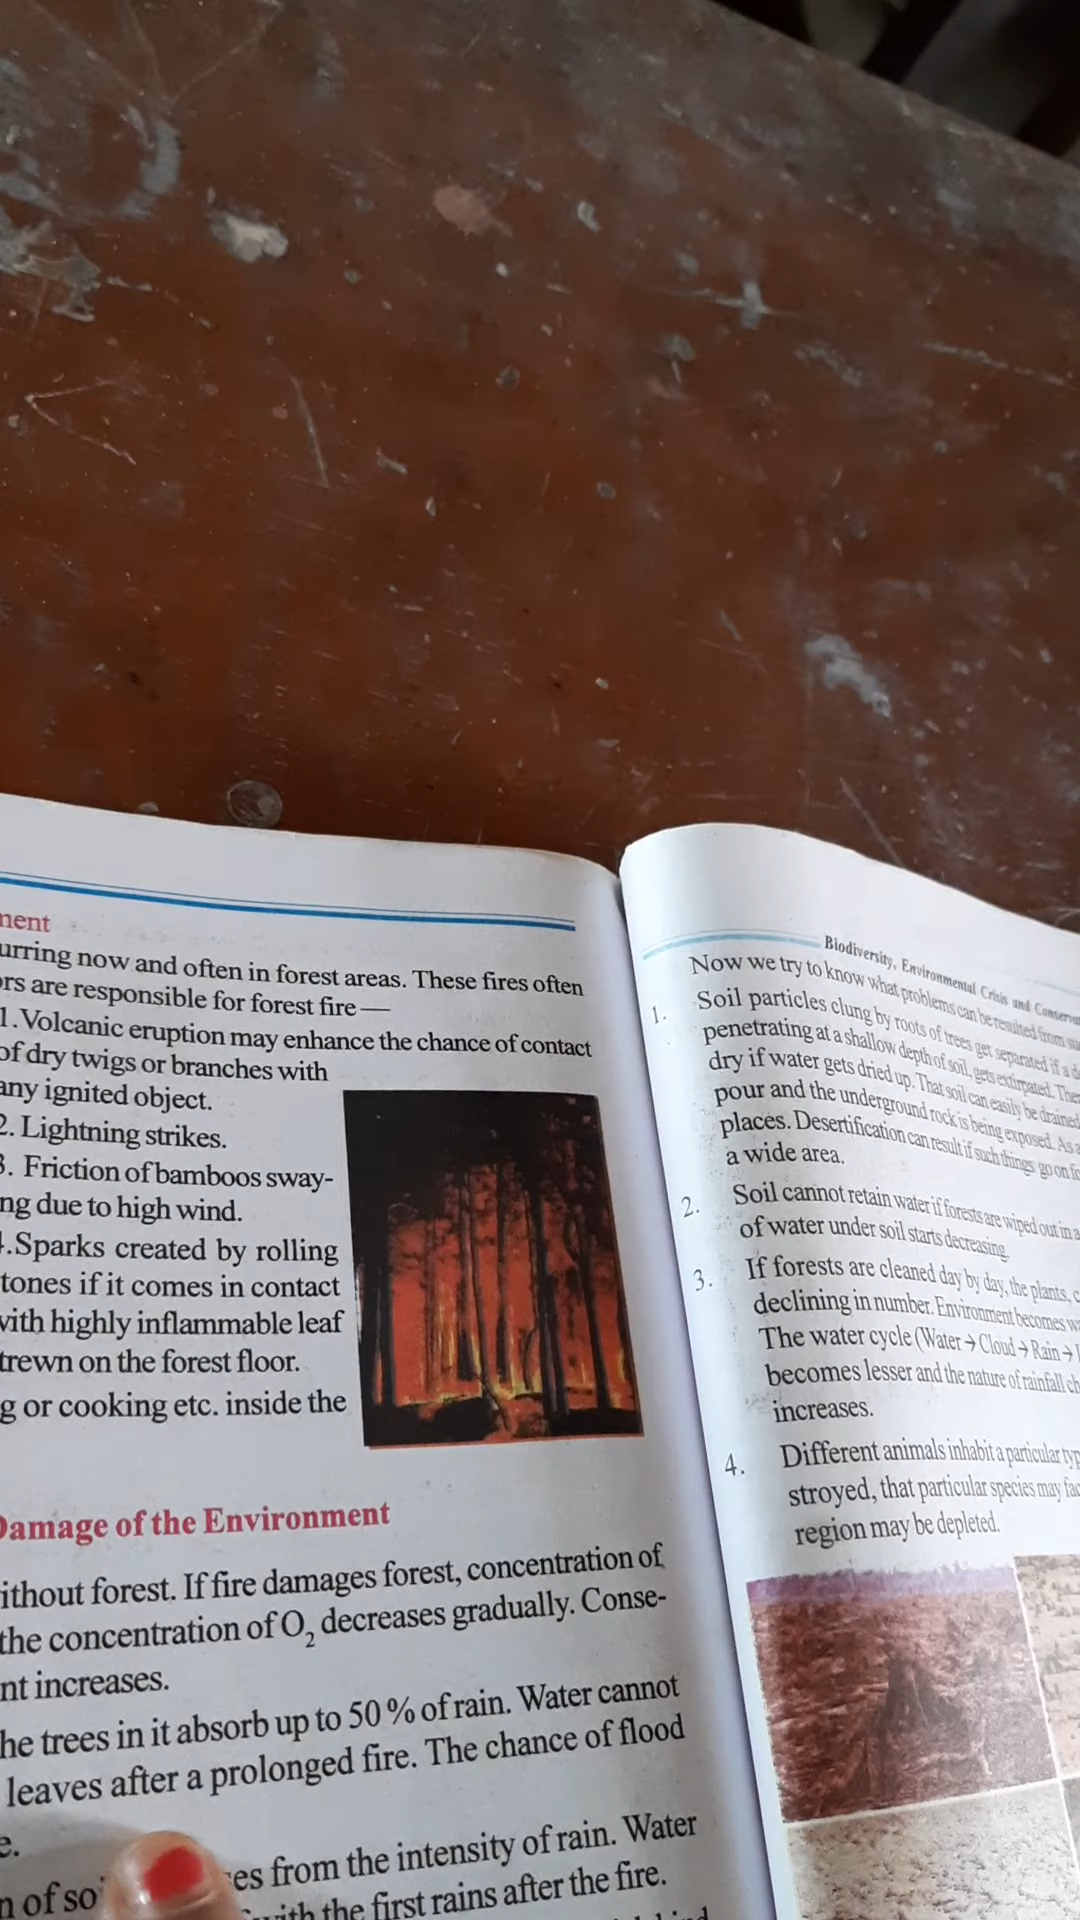 ment
urring now and often in forest areas. These fires often
ors are responsible for forest fire —
1. Volcanic eruption may enhance the chance of contact
of dry twigs or branches with
any ignited object.
2. Lightning strikes.
3. Friction of bamboos sway-
ng due to high wind.
4. Sparks created by rolling
tones if it comes in contact
with highly inflammable leaf
trewn on the forest floor.
g or cooking etc. inside the
Damage of the Environment
ithout forest. If fire damages forest, concentration of
the concentration of O₂ decreases gradually. Conse-
nt increases.
he trees in it absorb up to 50 % of rain. Water cannot
leaves after a prolonged fire. The chance of flood
e.
n of soi es from the intensity of rain. Water
with the first rains after the fire.
Biodiversity, Environmental Crisis and Conserva
Now we try to know what problems can be resulted from
1. Soil particles clung by roots of trees get separated if a d
penetrating at a shallow depth of soil, gets extirpated. The
dry if water gets dried up. That soil can easily be drained
pour and the underground rock is being exposed. As a
places. Desertification can result if such things go on fo
a wide area.
2. Soil cannot retain water if forests are wiped out in a
of water under soil starts decreasing.
3. If forests are cleaned day by day, the plants, c
declining in number. Environment becomes wa
The water cycle (Water → Cloud → Rain →
becomes lesser and the nature of rainfall ch
increases.
4. Different animals inhabit a particular typ
stroyed, that particular species may fac
region may be depleted.